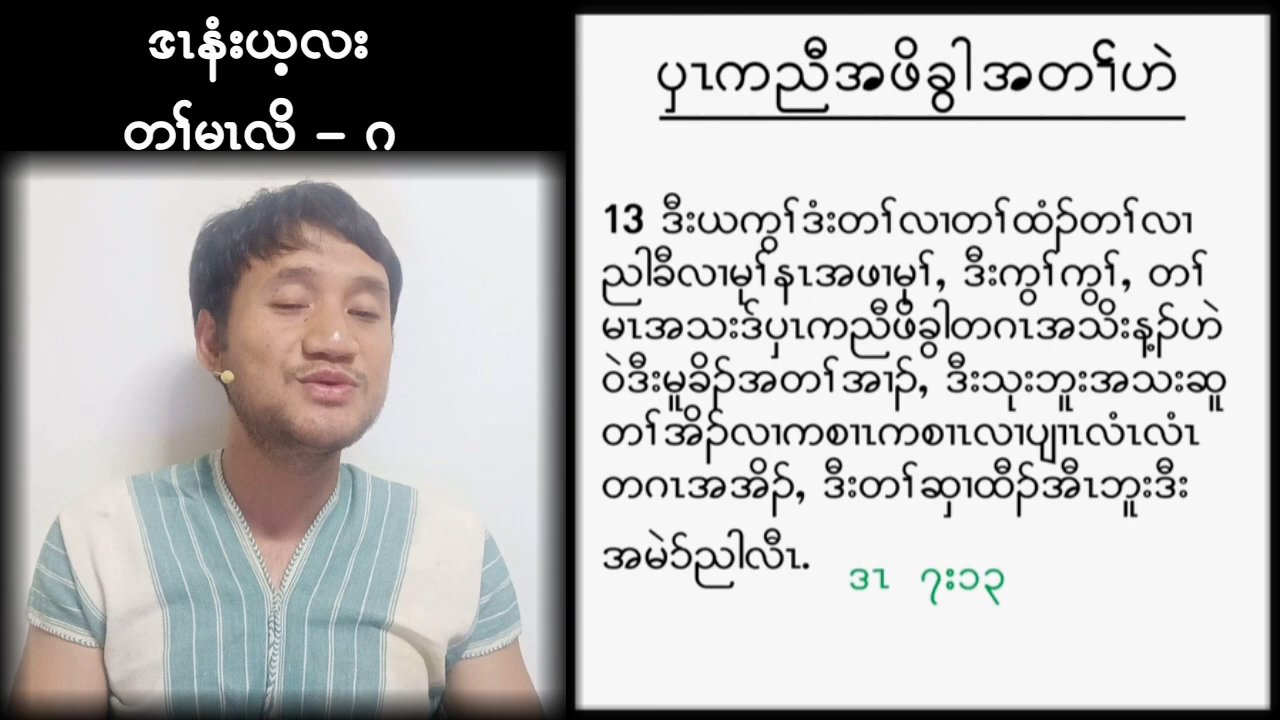 ဇၢနံးယ့လး
တၢ်မၤလိ – ဂ
ပှၤကညီအဖိခွါအတၢ်ဟဲ
13 ဒီးယကွၢ်ဒံးတၢ်လၢတၢ်ထံၣ်တၢ်လၢ
ညါခီလၢမုၢ်နၤအဖၢမုၢ်, ဒီးကွၢ်ကွၢ်, တၢ်
မၤအသးဒ်ပှၤကညီဖိခွါတဂၤအသိးန့ၣ်ဟဲ
ဝဲဒီးမူခိၣ်အတၢ်အၢၣ်, ဒီးသုးဘူးအသးဆူ
တၢ်အိၣ်လၢကစၢၤကစၢၤလၢပျၢၤလံၤလံၤ
တဂၤအအိၣ်, ဒီးတၢ်ဆှၢထီၣ်အီၤဘူးဒီး
အမဲာ်ညါလီၤ.
ဒၤ ၇း၁၃